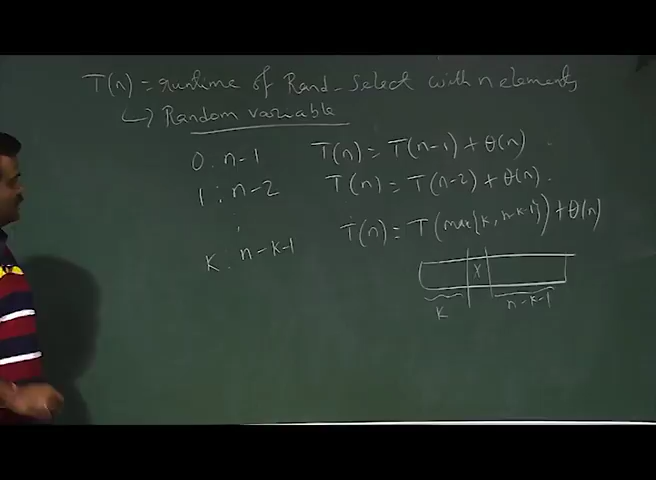 T(n) = runtime of Rand-Select with n elements
↳ Random variable
0 : n-1 T(n) = T(n-1) + θ(n)
1 : n-2 T(n) = T(n-2) + θ(n)
k : n-k-1 T(n) = T(max{k, n-k-1}) + θ(n)
X
k n-k-1